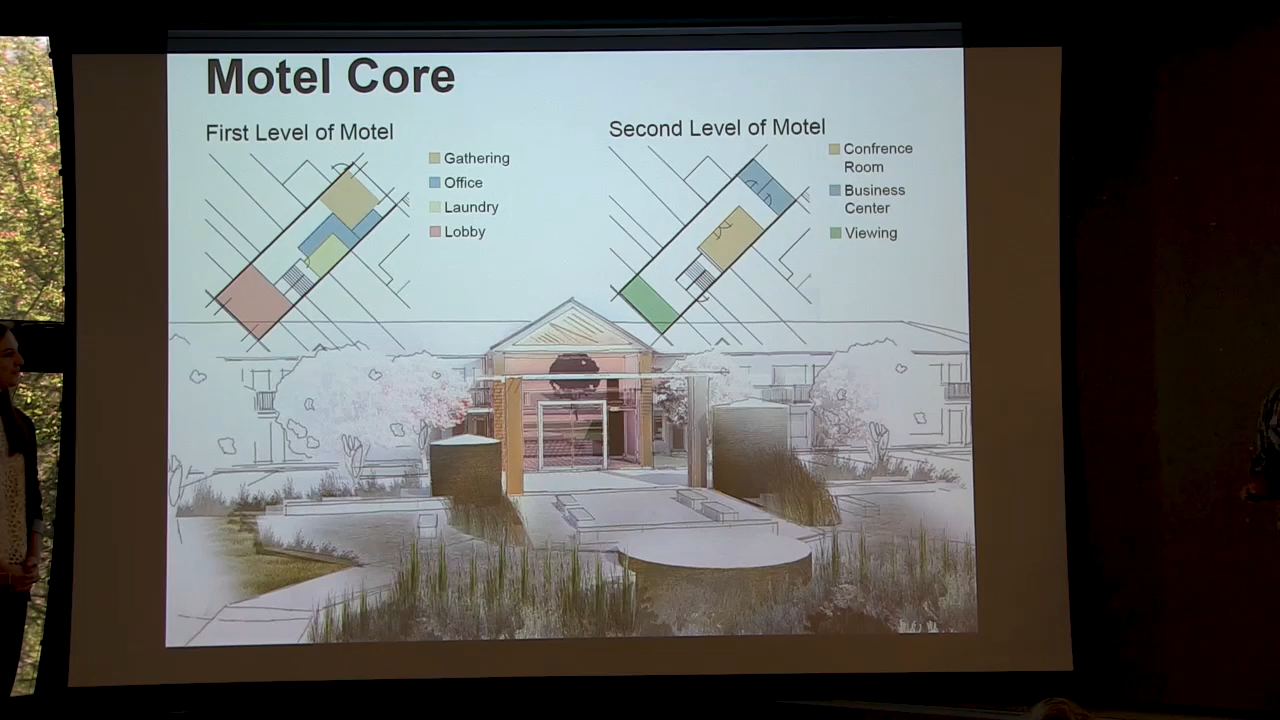 Motel Core
First Level of Motel
Gathering
Office
Laundry
Lobby
Second Level of Motel
Confrence
Room
Business
Center
Viewing